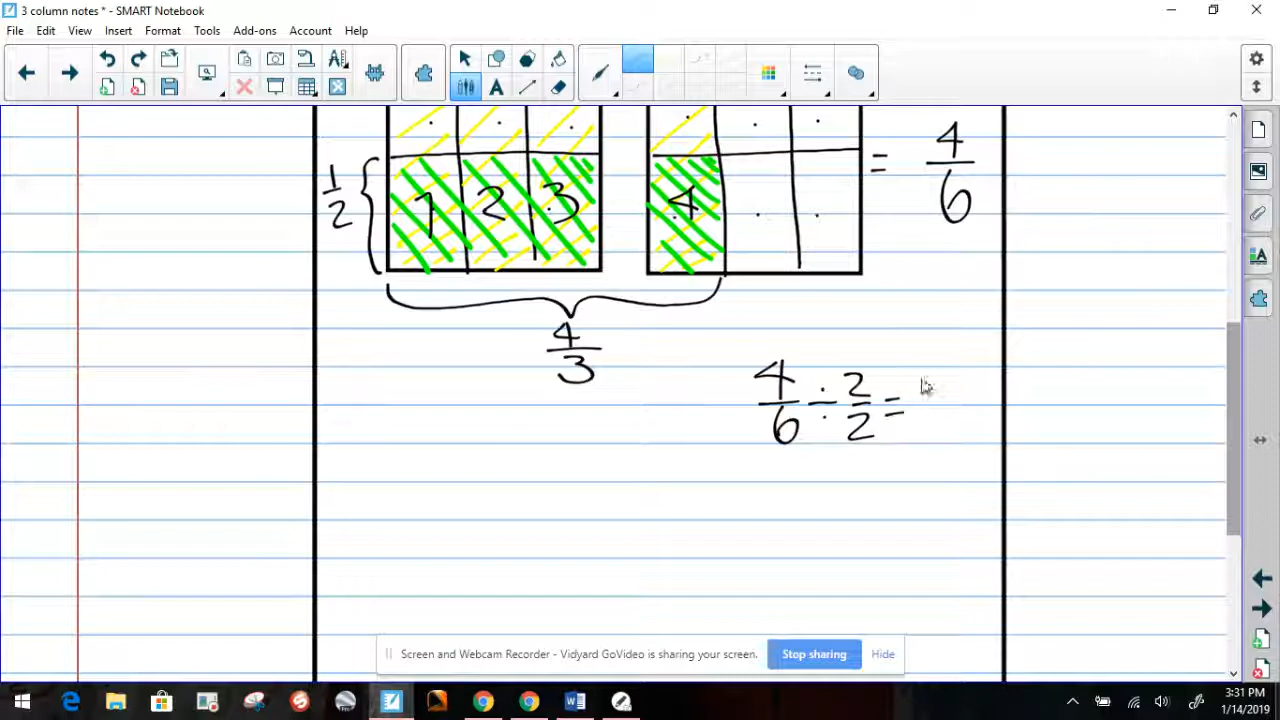 3 column notes * - SMART Notebook
File Edit View Insert Format Tools Add-ons Account Help
1/2 1 2 3 4 = 4/6
4/3
4/6 ÷ 2/2 =
Screen and Webcam Recorder - Vidyard GoVideo is sharing your screen. Stop sharing Hide
3:31 PM
1/14/2019